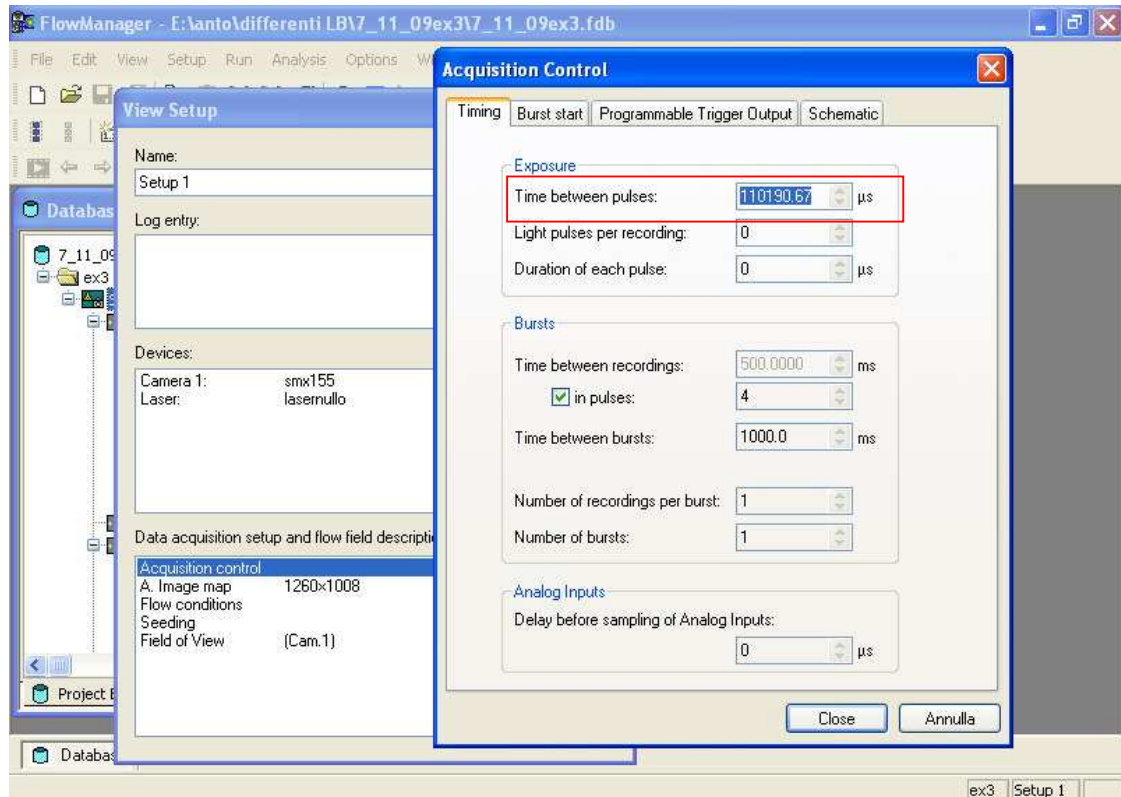 FlowManager - E:\anto\differenti LB\7_11_09ex3\7_11_09ex3.fdb
File Edit View Setup Run Analysis Options
View Setup
Name:
Setup 1
Log entry:
Devices:
Camera 1: smx155
Laser: lasernullo
Data acquisition setup and flow field descripti
Acquisition control
A. Image map 1260×1008
Flow conditions
Seeding
Field of View (Cam.1)
Databas
7_11_09
ex3
Project
Databas
Acquisition Control
Timing Burst start Programmable Trigger Output Schematic
Exposure
Time between pulses: 110190.67 µs
Light pulses per recording: 0
Duration of each pulse: 0 µs
Bursts
Time between recordings: 500.0000 ms
in pulses: 4
Time between bursts: 1000.0 ms
Number of recordings per burst: 1
Number of bursts: 1
Analog Inputs
Delay before sampling of Analog Inputs:
0 µs
Close Annulla
ex3 Setup 1